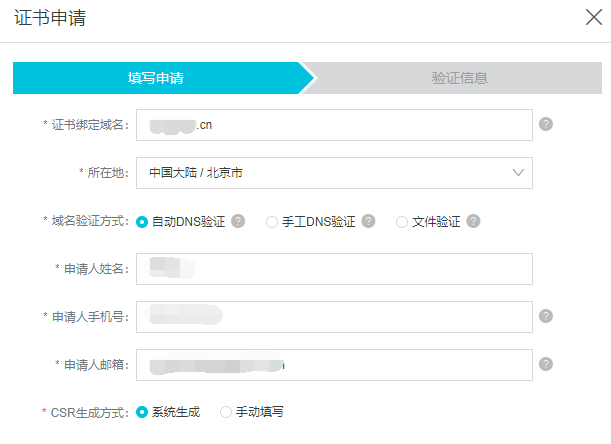 证书申请
填写申请
验证信息
* 证书绑定域名： .cn ?
* 所在地： 中国大陆 / 北京市
* 域名验证方式： 自动DNS验证 ? 手工DNS验证 ? 文件验证 ?
* 申请人姓名：
* 申请人手机号： ?
* 申请人邮箱： ?
* CSR生成方式： 系统生成 手动填写